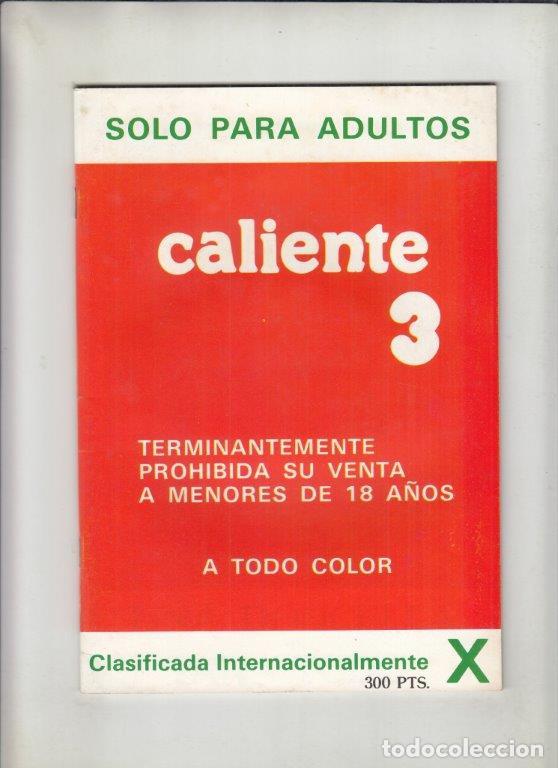 SOLO PARA ADULTOS
caliente
3
TERMINANTEMENTE
PROHIBIDA SU VENTA
A MENORES DE 18 AÑOS
A TODO COLOR
Clasificada Internacionalmente X
300 PTS.
todocoleccion